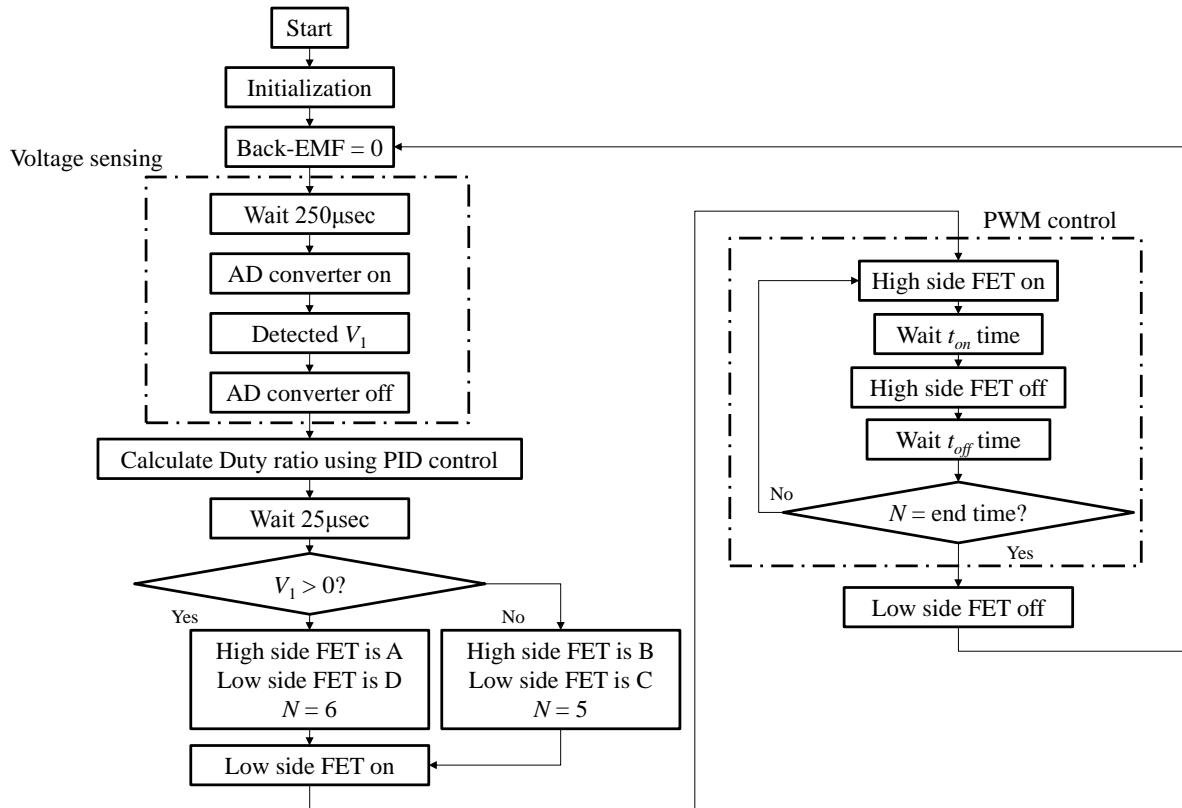 Start
Initialization
Back-EMF = 0
Voltage sensing
Wait 250μsec
AD converter on
Detected V1
AD converter off
Calculate Duty ratio using PID control
Wait 25μsec
V1 > 0?
Yes
No
High side FET is A
Low side FET is D
N = 6
High side FET is B
Low side FET is C
N = 5
Low side FET on
PWM control
High side FET on
Wait ton time
High side FET off
Wait toff time
No
N = end time?
Yes
Low side FET off